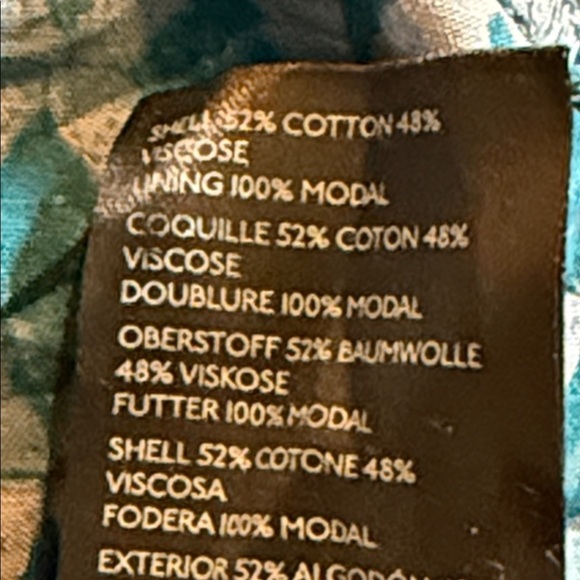 SHELL 52% COTTON 48%
VISCOSE
LINING 100% MODAL
COQUILLE 52% COTON 48%
VISCOSE
DOUBLURE 100% MODAL
OBERSTOFF 52% BAUMWOLLE
48% VISKOSE
FUTTER 100% MODAL
SHELL 52% COTONE 48%
VISCOSA
FODERA 100% MODAL
EXTERIOR 52% ALGODÓN